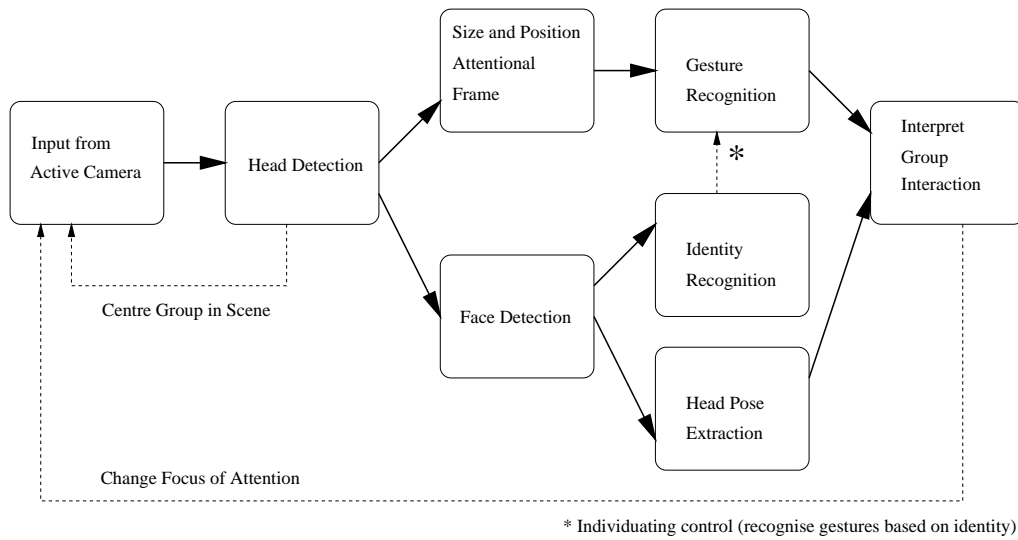 Size and Position
Attentional
Frame
Gesture
Recognition
Input from
Active Camera
Head Detection
Interpret
Group
Interaction
*
Identity
Recognition
Centre Group in Scene
Face Detection
Head Pose
Extraction
Change Focus of Attention
* Individuating control (recognise gestures based on identity)